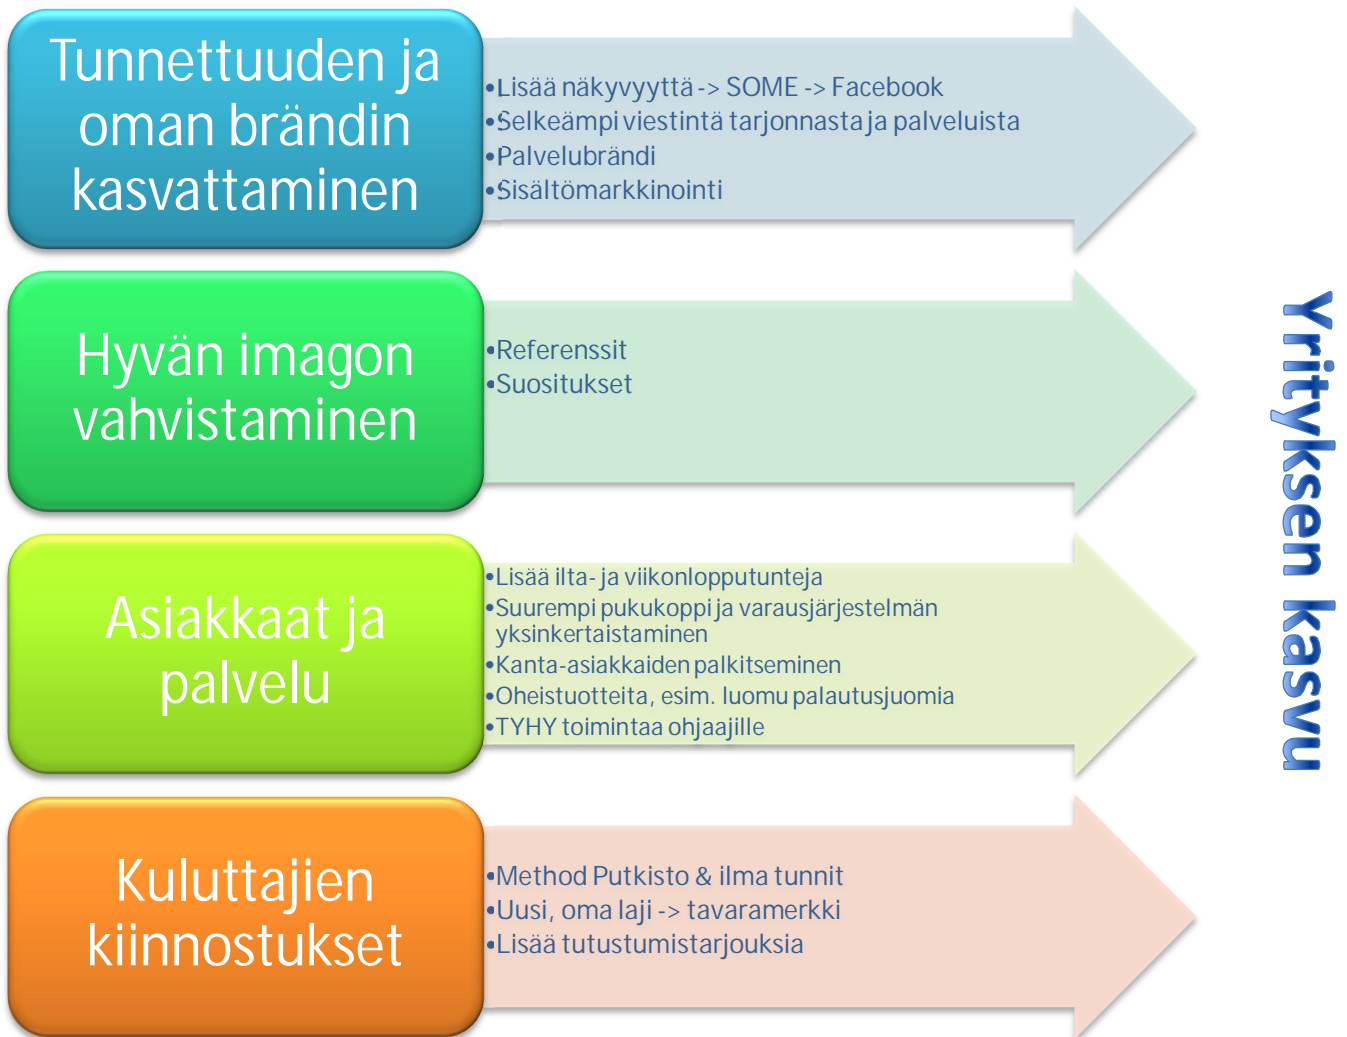 Tunnettuuden ja
oman brändin
kasvattaminen
•Lisää näkyvyyttä -> SOME -> Facebook
•Selkeämpi viestintä tarjonnasta ja palveluista
•Palvelubrändi
•Sisältömarkkinointi
Hyvän imagon
vahvistaminen
•Referenssit
•Suositukset
Asiakkaat ja
palvelu
•Lisää ilta- ja viikonlopputunteja
•Suurempi pukukoppi ja varausjärjestelmän
yksinkertaistaminen
•Kanta-asiakkaiden palkitseminen
•Oheistuotteita, esim. luomu palautusjuomia
•TYHY toimintaa ohjaajille
Kuluttajien
kiinnostukset
•Method Putkisto & ilma tunnit
•Uusi, oma laji -> tavaramerkki
•Lisää tutustumistarjouksia
Yrityksen kasvu